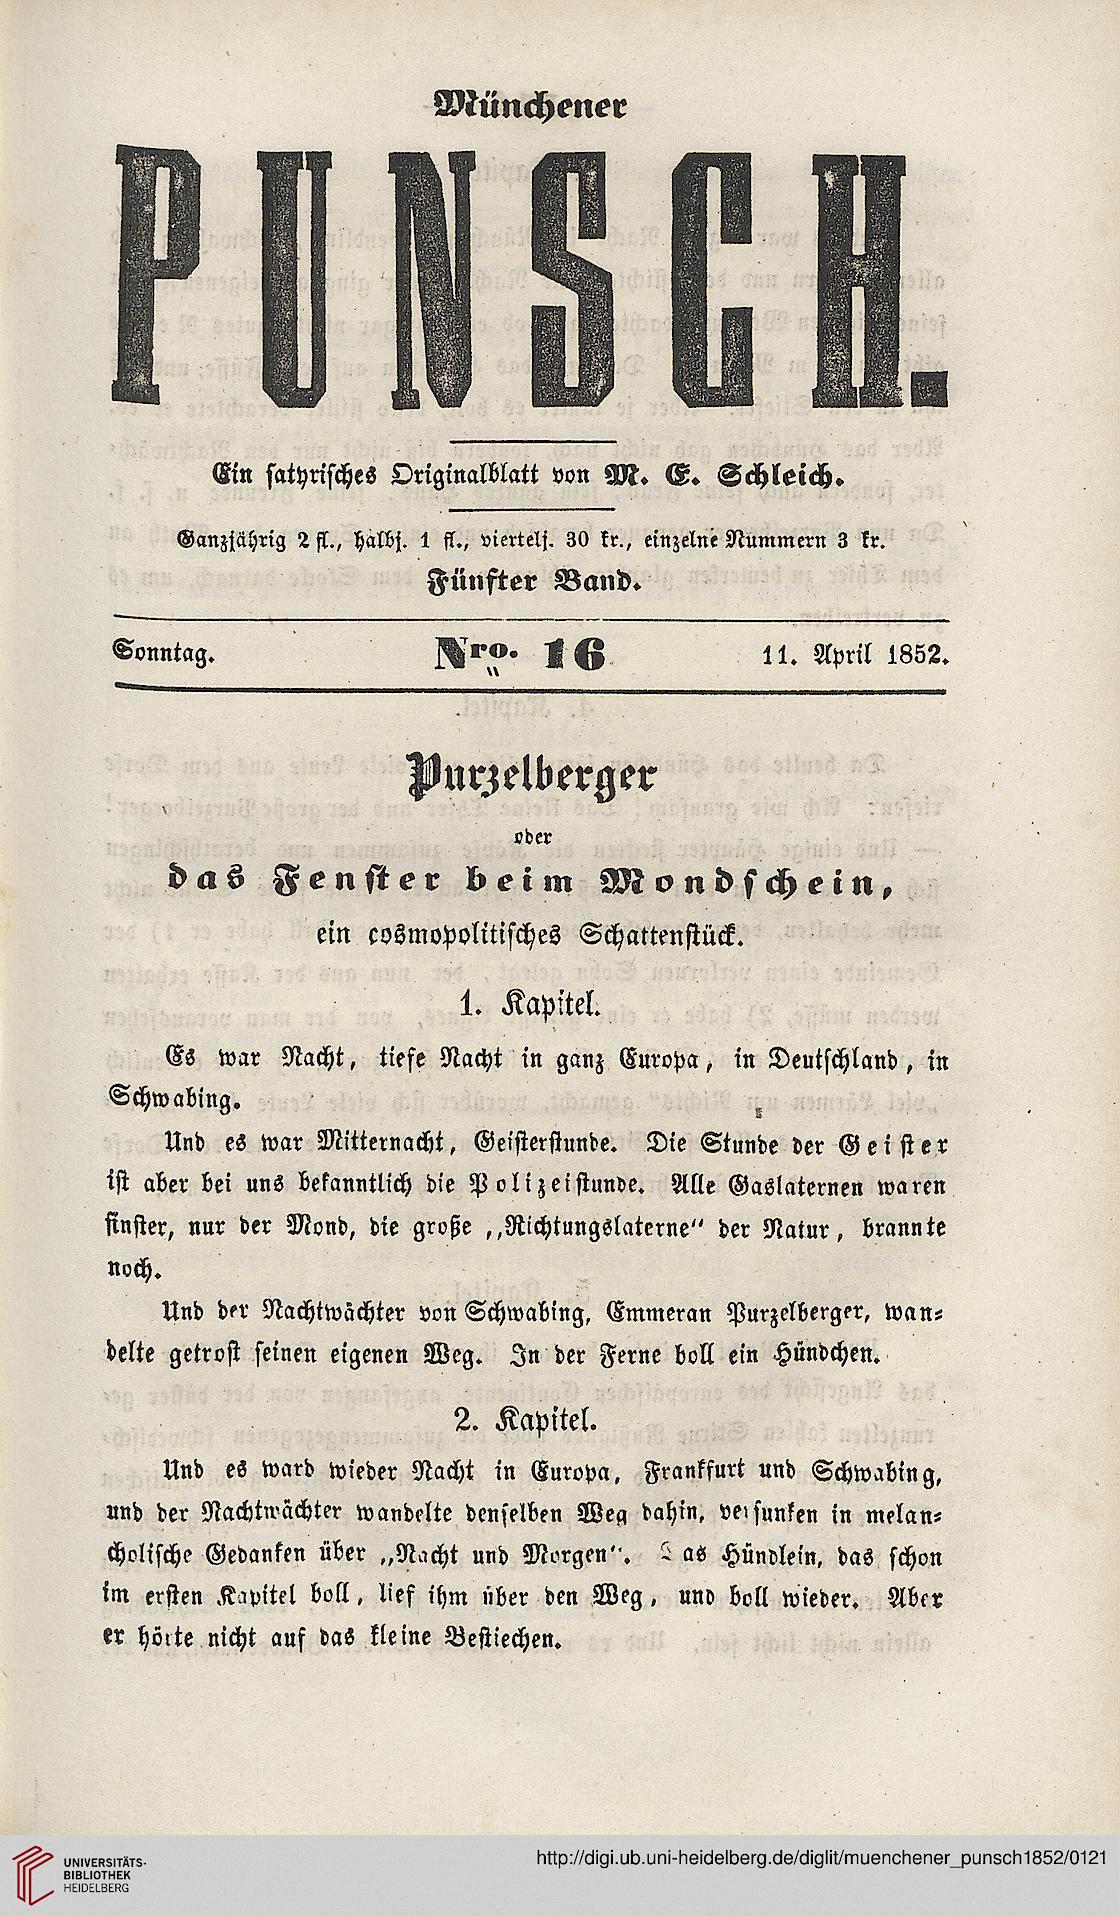 Münchener
PUNSCH.
Ein satyrisches Originalblatt von M. E. Schleich.
Ganzjährig 2 fl., halbj. 1 fl., viertelj. 30 kr., einzelne Nummern 3 kr.
Fünfter Band.
Sonntag. Nro. 16 11. April 1852.
Purzelberger
oder
das Fenster beim Mondschein,
ein cosmopolitisches Schattenstück.
1. Kapitel.
Es war Nacht, tiefe Nacht in ganz Europa, in Deutschland, in
Schwabing.
Und es war Mitternacht, Geisterstunde. Die Stunde der Geister
ist aber bei uns bekanntlich die Polizeistunde. Alle Gaslaternen waren
finster, nur der Mond, die große „Richtungslaterne" der Natur, brannte
noch.
Und der Nachtwächter von Schwabing, Emmeran Purzelberger, wan-
delte getrost seinen eigenen Weg. In der Ferne boll ein Hündchen.
2. Kapitel.
Und es ward wieder Nacht in Europa, Frankfurt und Schwabing,
und der Nachtwächter wandelte denselben Weg dahin, versunken in melan-
cholische Gedanken über „Nacht und Morgen". Das Hündlein, das schon
im ersten Kapitel boll, lief ihm über den Weg, und boll wieder. Aber
er hörte nicht auf das kleine Bestiechen.
UNIVERSITÄTS-
BIBLIOTHEK
HEIDELBERG
http://digi.ub.uni-heidelberg.de/diglit/muenchener_punsch1852/0121